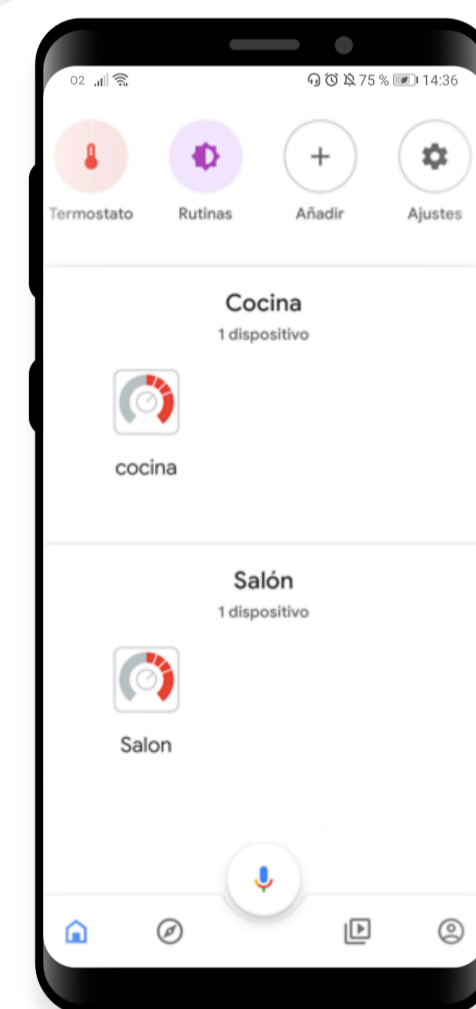 02 75 % 14:36
Termostato Rutinas Añadir Ajustes
Cocina
1 dispositivo
cocina
Salón
1 dispositivo
Salon